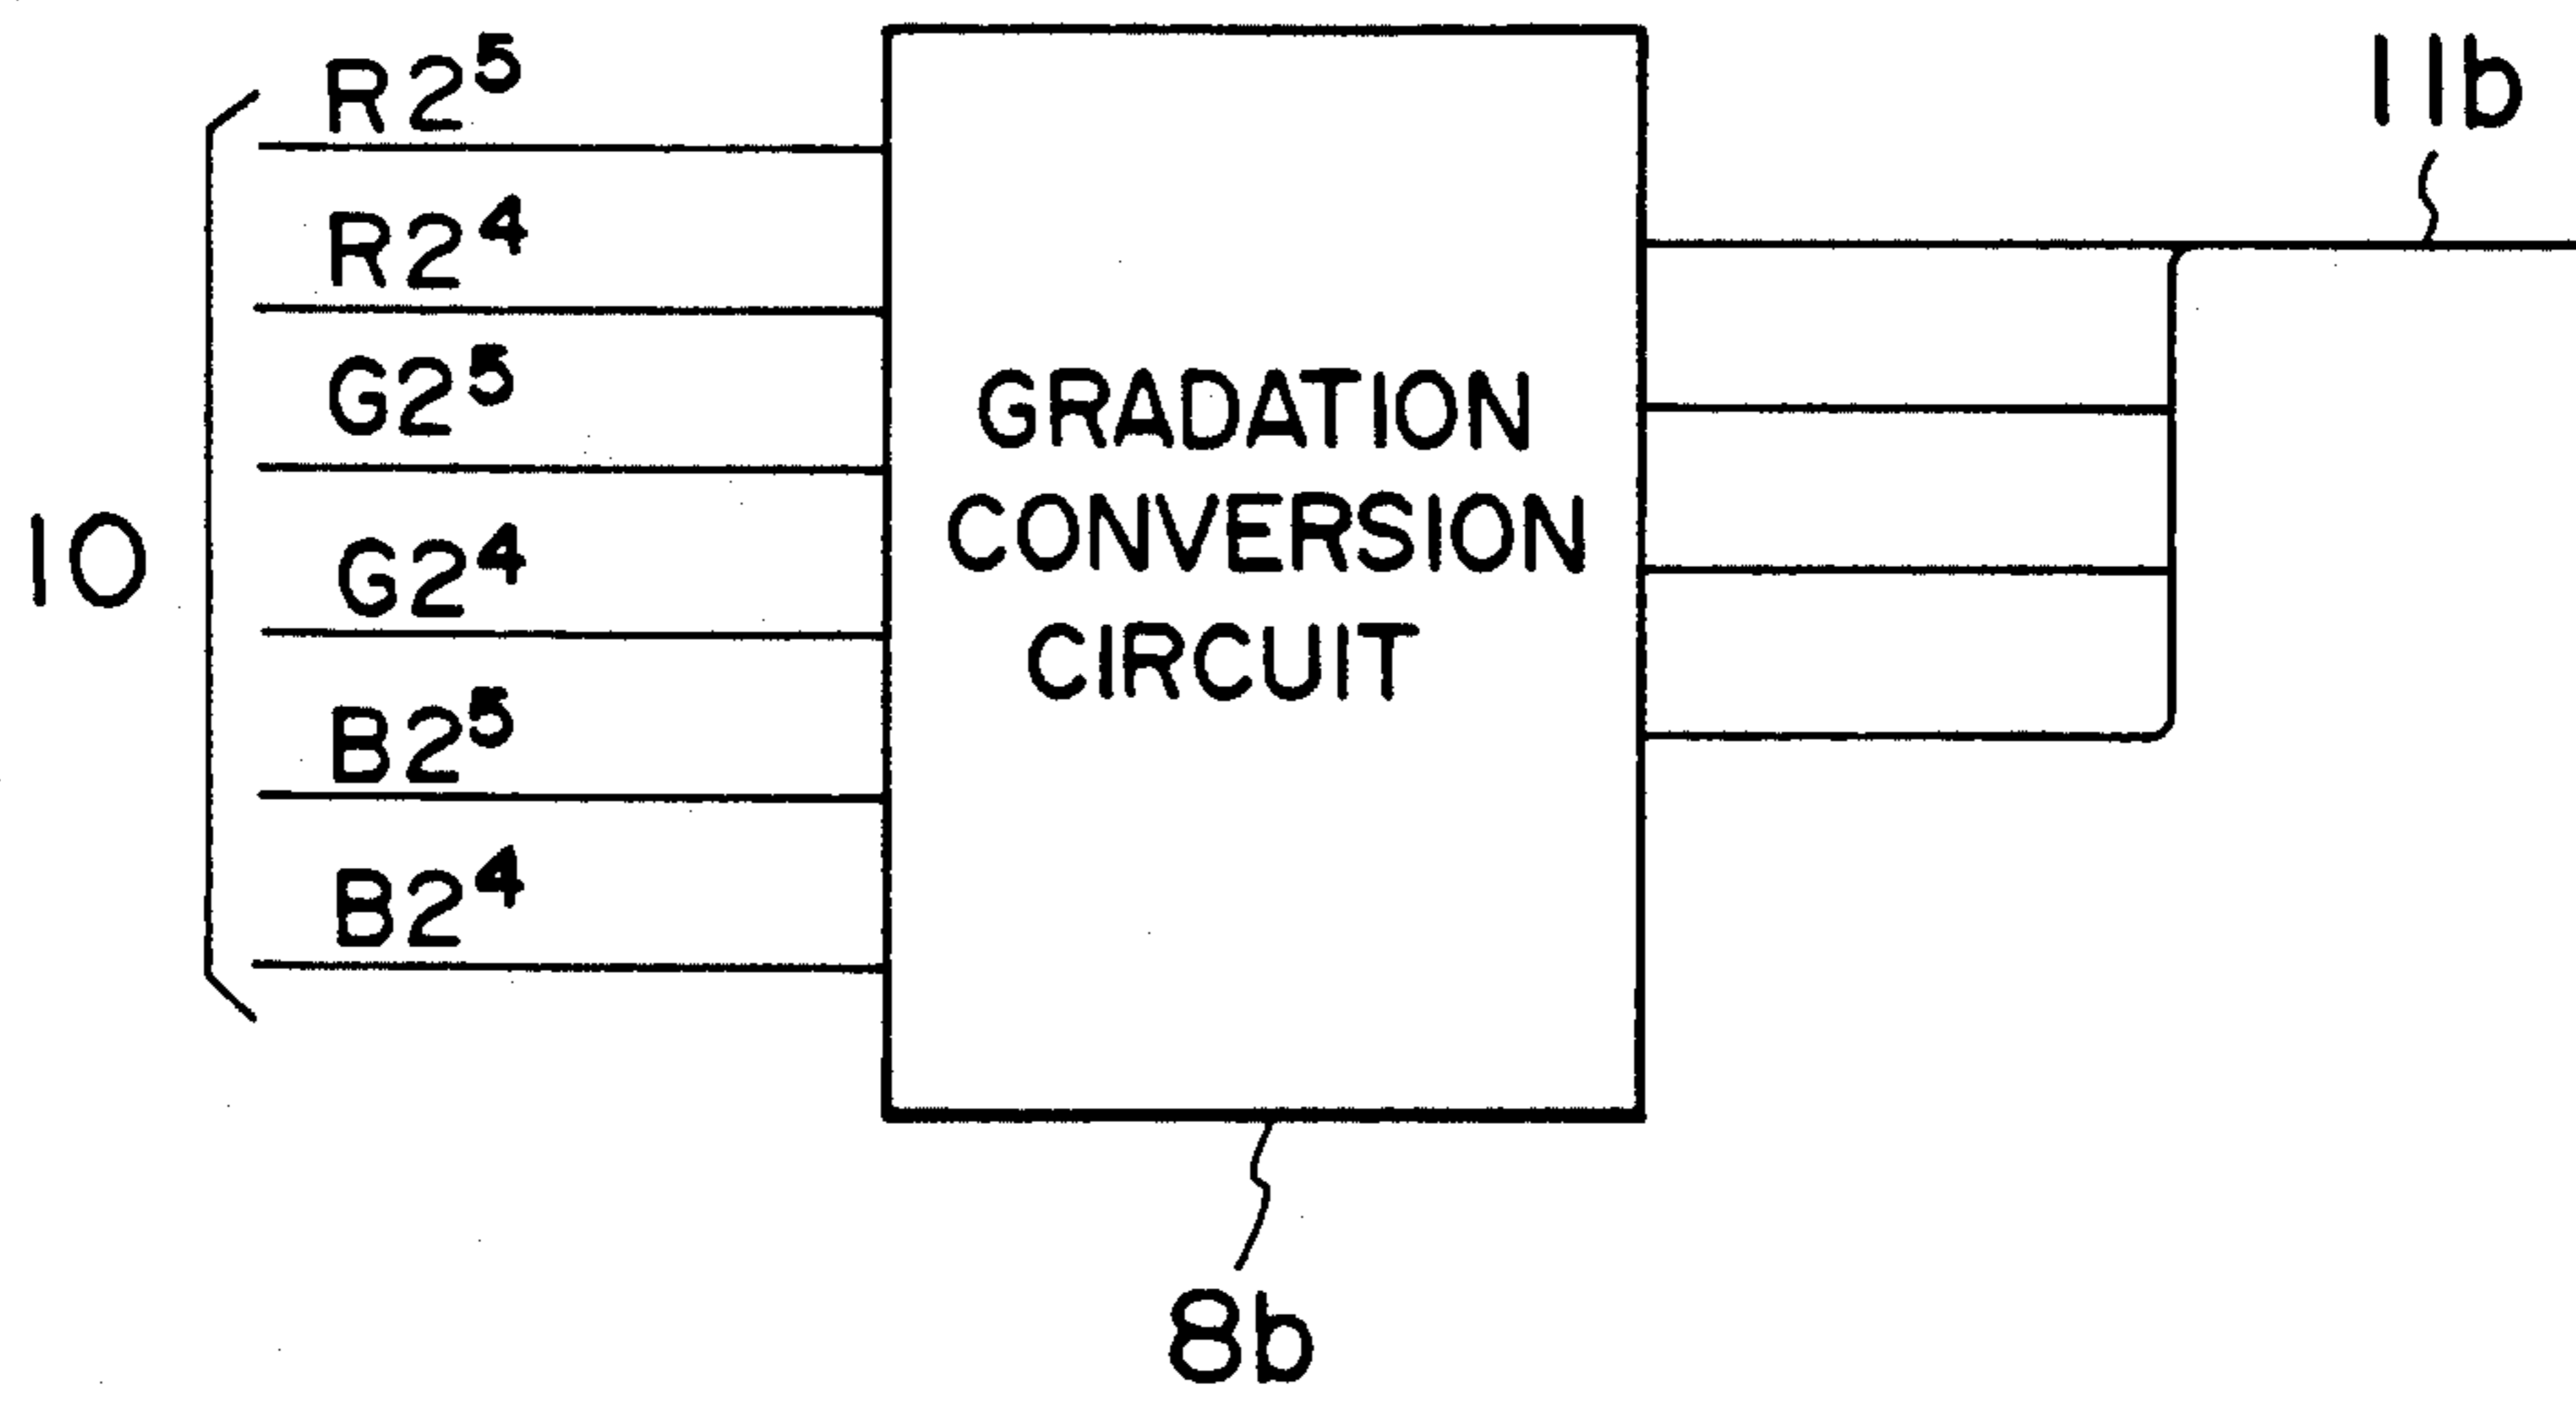 R2⁵
R2⁴
G2⁵
G2⁴
B2⁵
B2⁴
10
GRADATION
CONVERSION
CIRCUIT
11b
8b